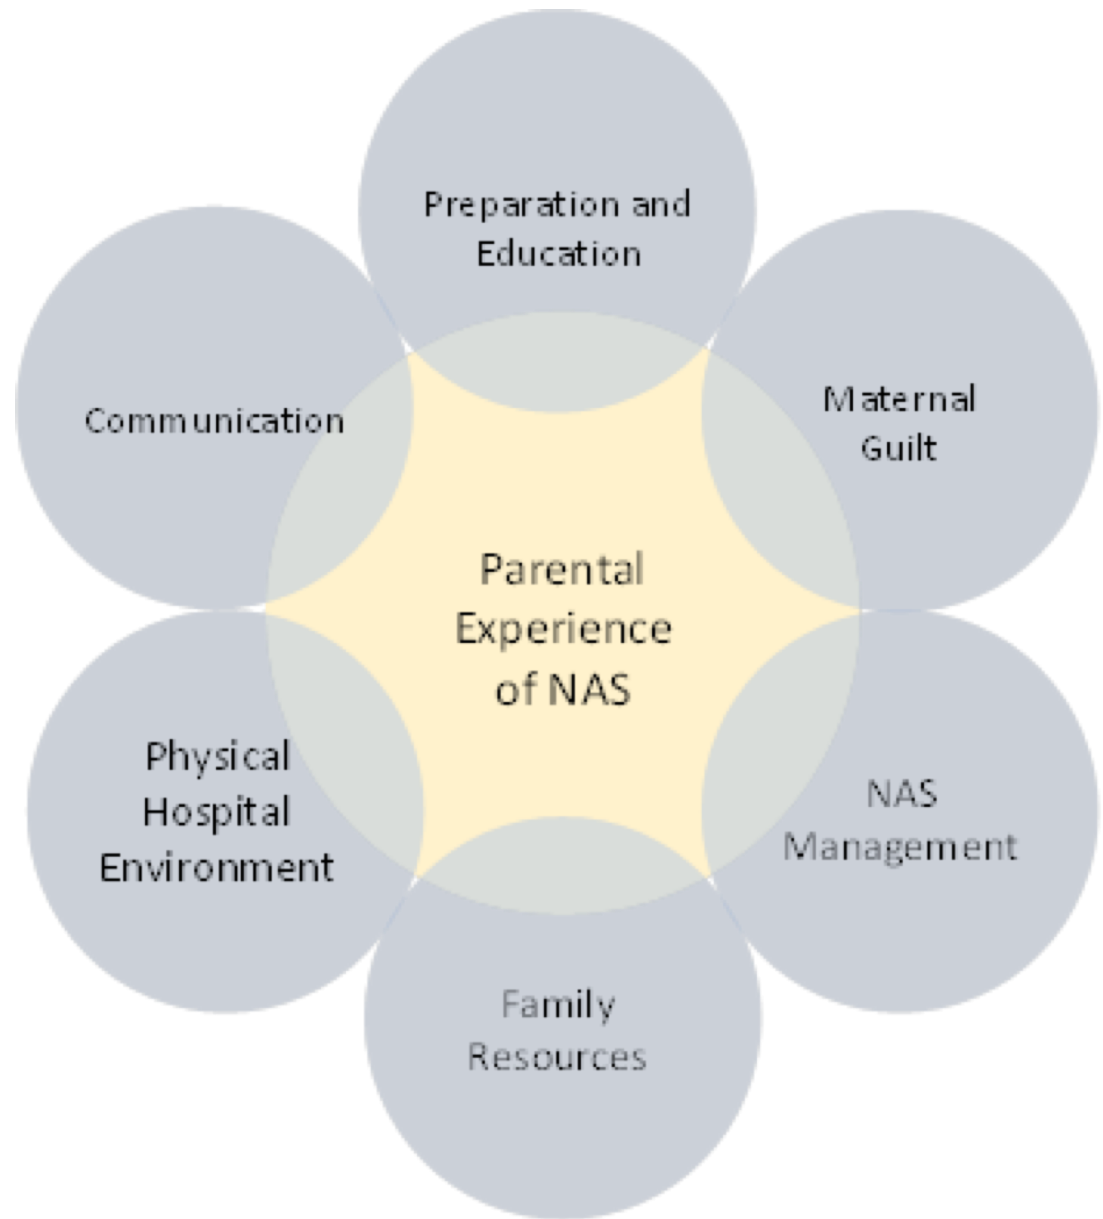 Preparation and
Education
Maternal
Guilt
Communication
Parental
Experience
of NAS
Physical
Hospital
Environment
NAS
Management
Family
Resources